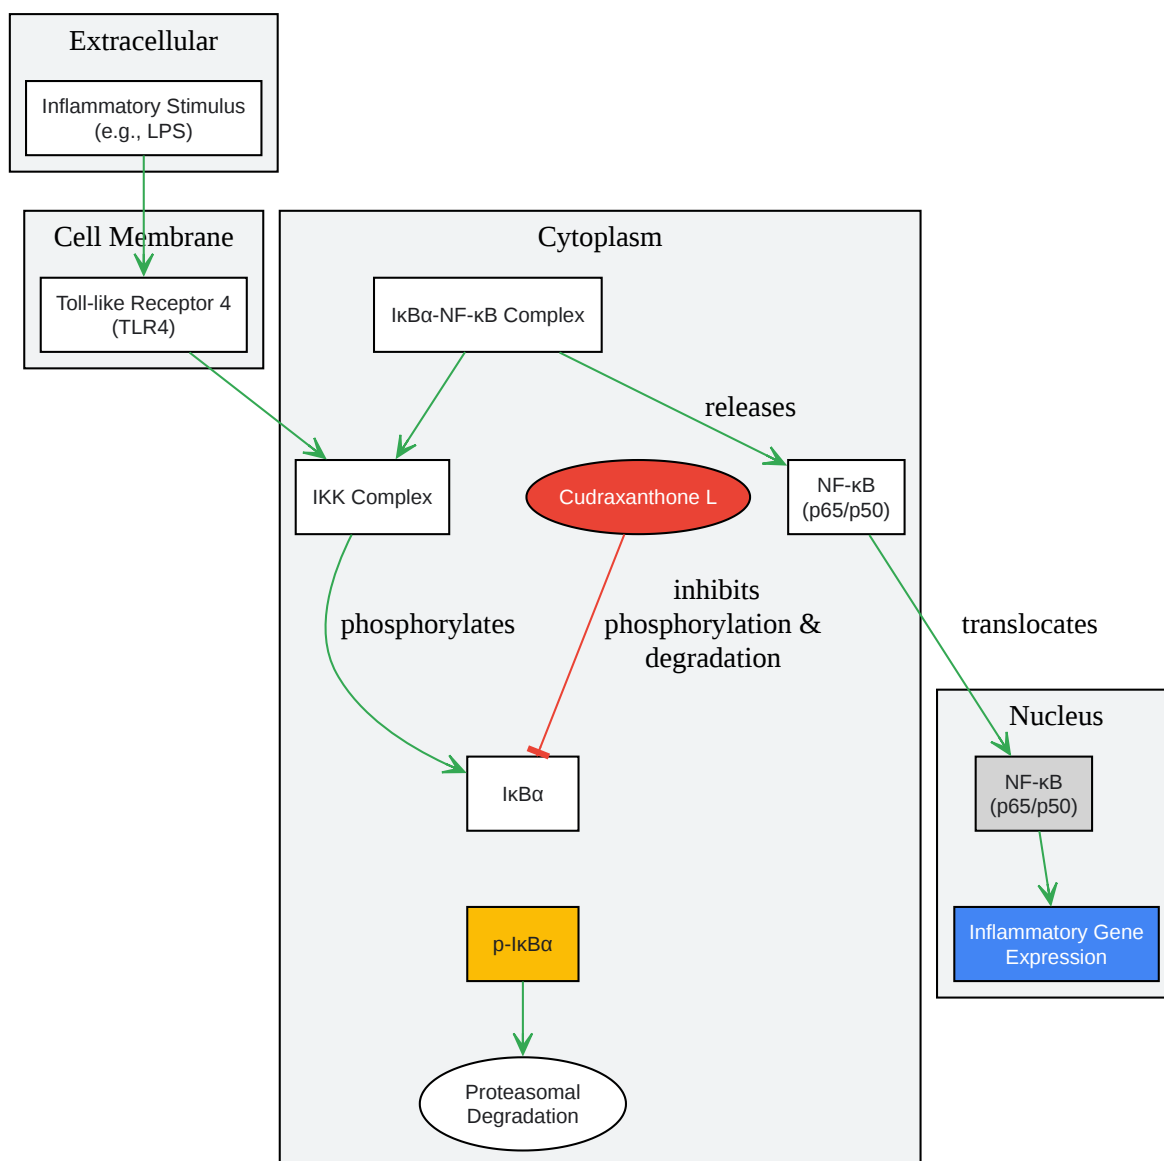 Extracellular
Inflammatory Stimulus
(e.g., LPS)
Cell Membrane
Toll-like Receptor 4
(TLR4)
Cytoplasm
IκBα-NF-κB Complex
releases
IKK Complex
Cudraxanthone L
NF-κB
(p65/p50)
phosphorylates
inhibits
phosphorylation &
degradation
translocates
Nucleus
IκBα
NF-κB
(p65/p50)
p-IκBα
Inflammatory Gene
Expression
Proteasomal
Degradation